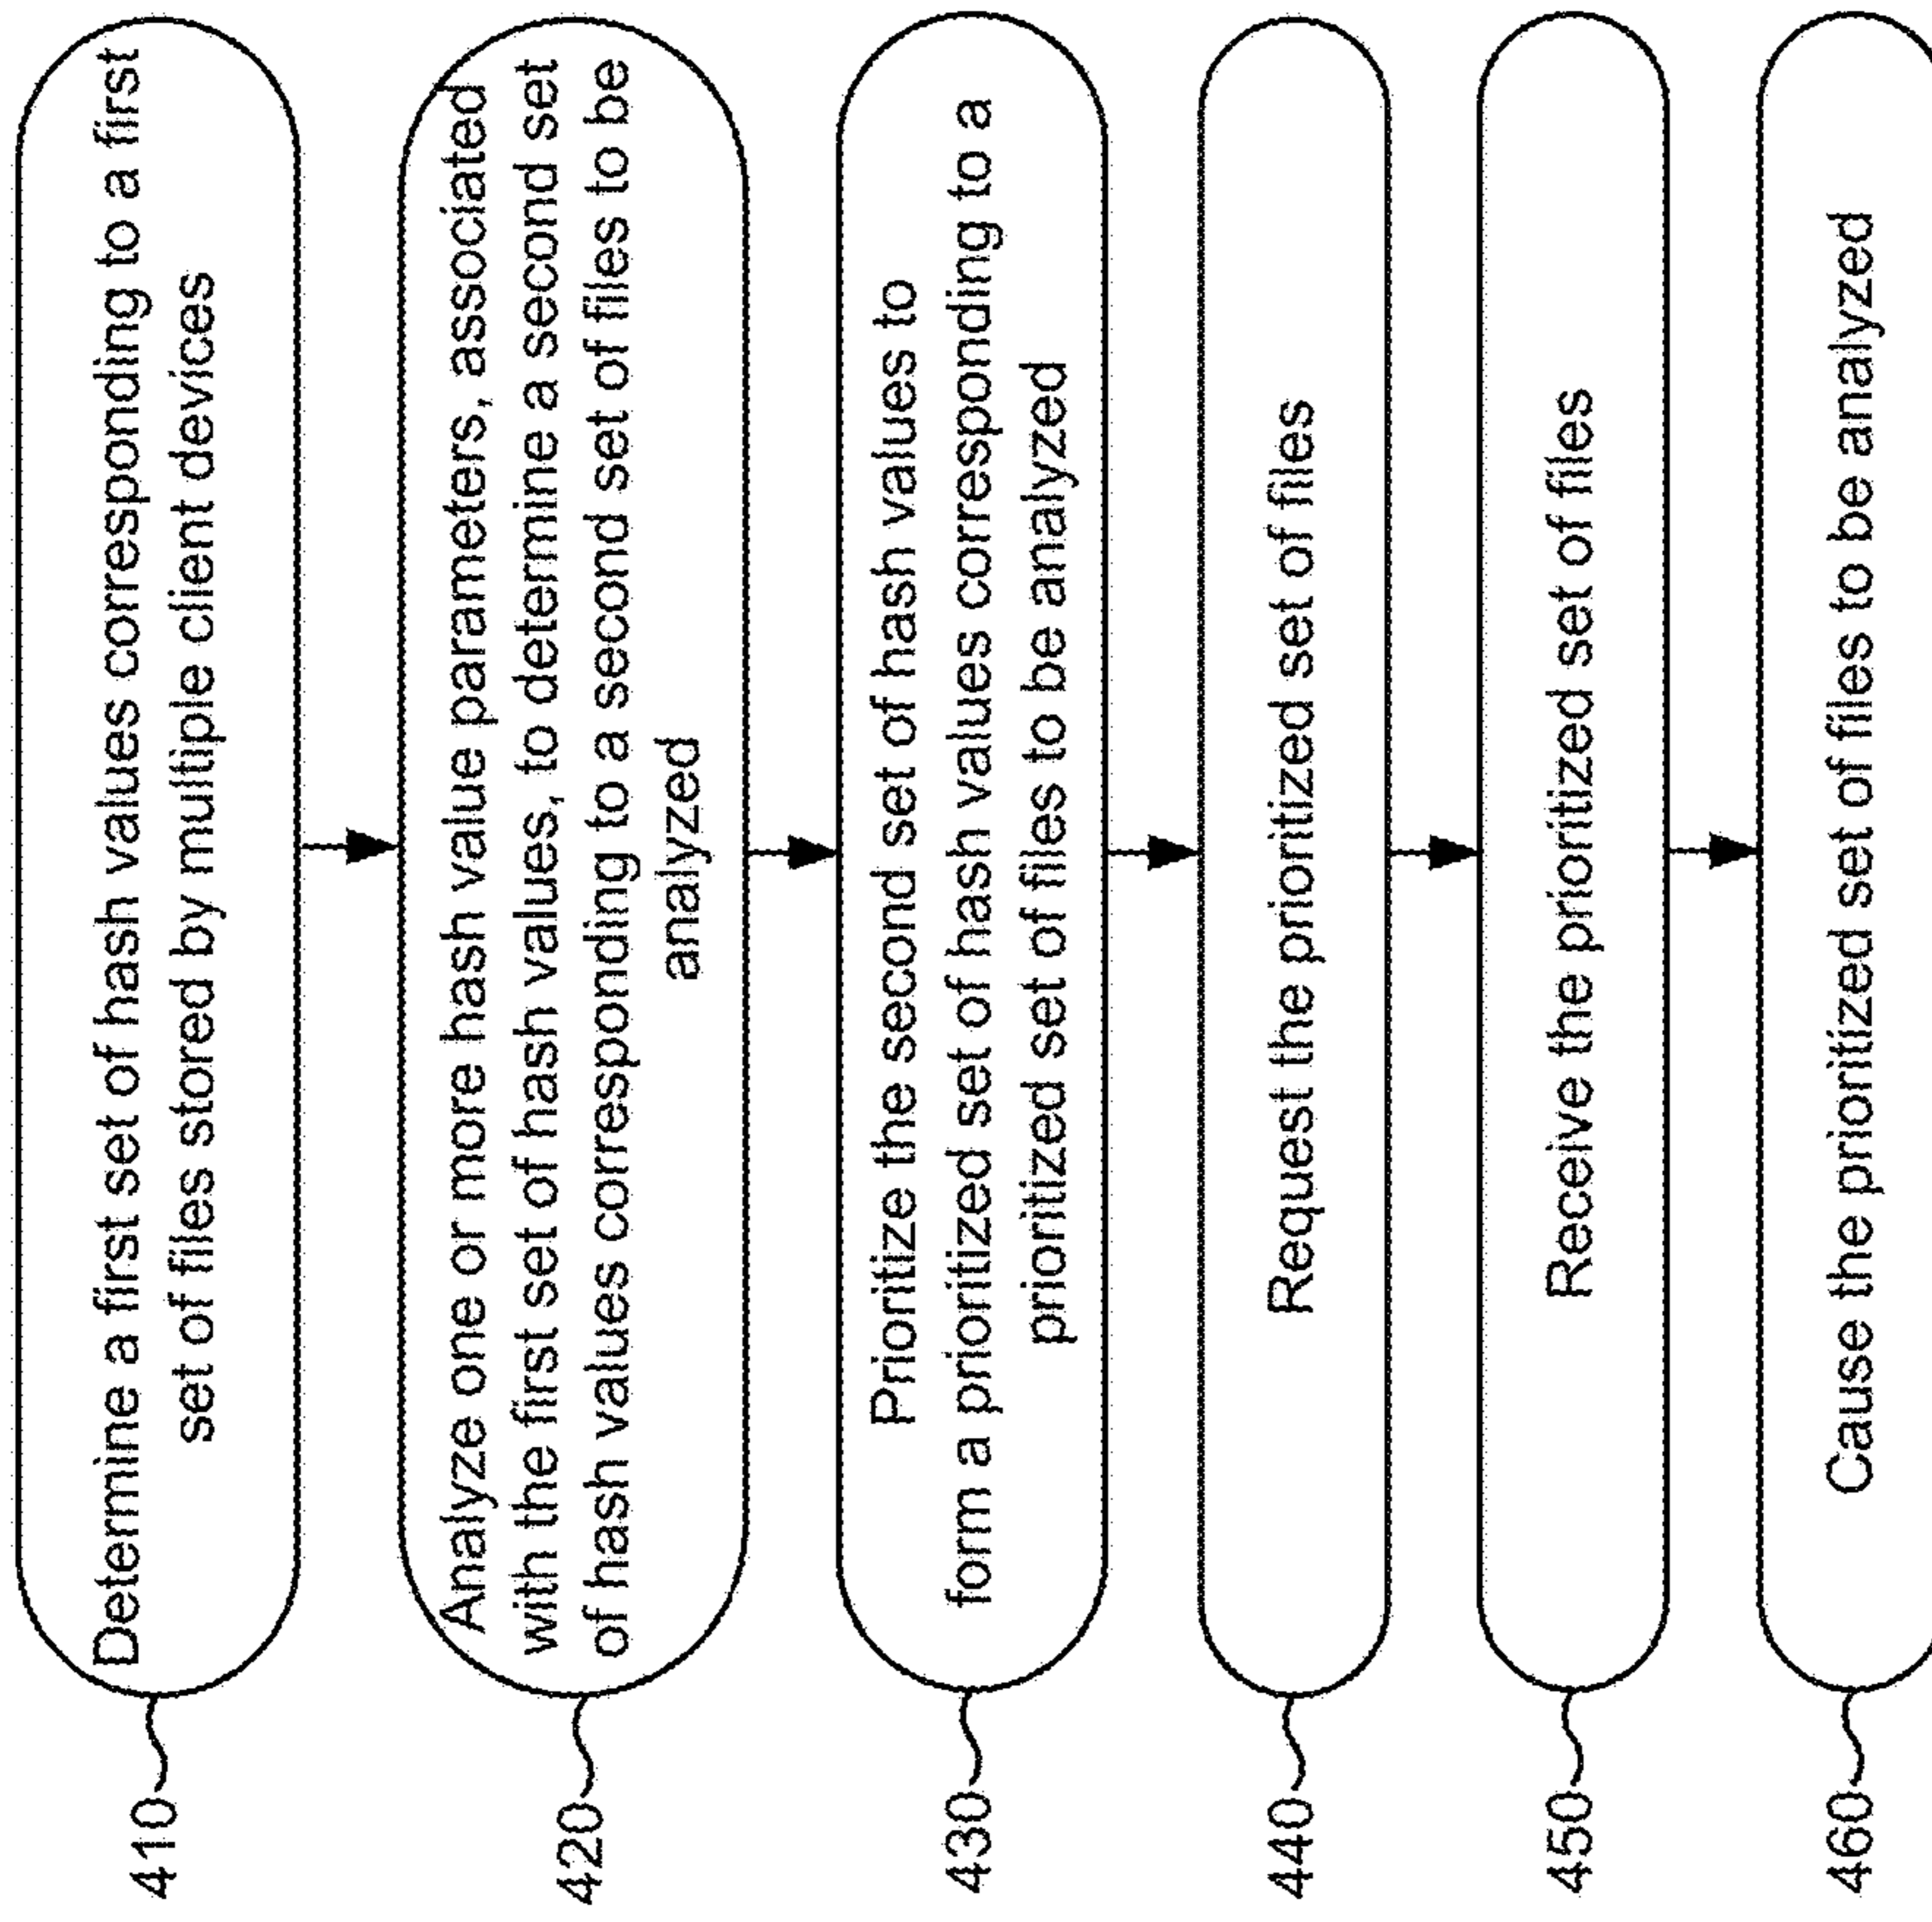 410
Determine a first set of hash values corresponding to a first
set of files stored by multiple client devices
420
Analyze one or more hash value parameters, associated
with the first set of hash values, to determine a second set
of hash values corresponding to a second set of files to be
analyzed
430
Prioritize the second set of hash values to
form a prioritized set of hash values corresponding to a
prioritized set of files to be analyzed
440
Request the prioritized set of files
450
Receive the prioritized set of files
460
Cause the prioritized set of files to be analyzed